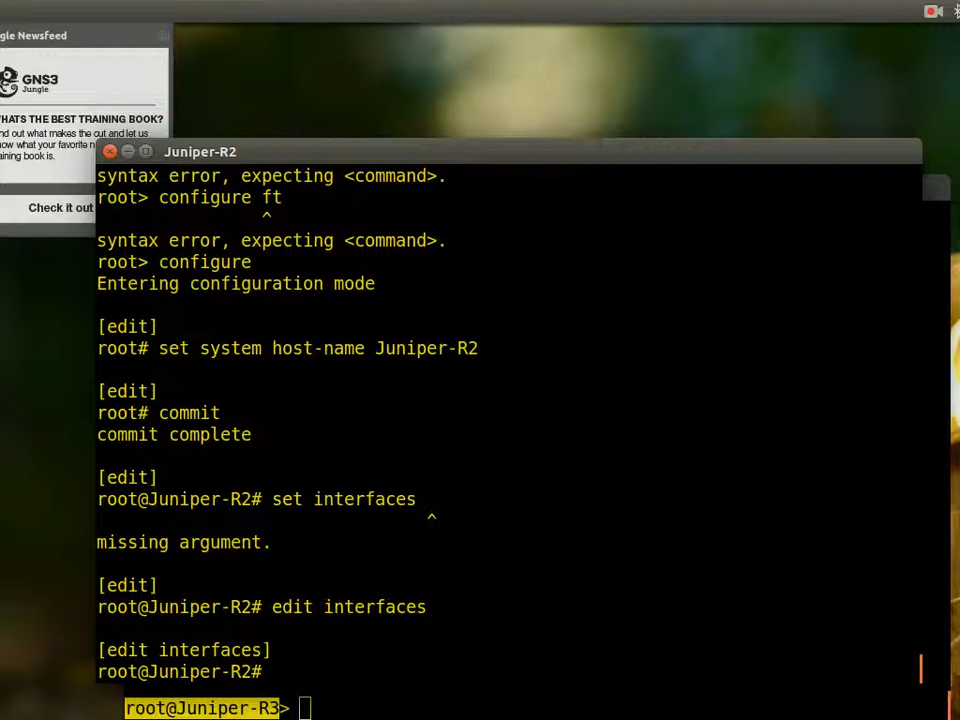 gle Newsfeed
GNS3
Jungle
WHATS THE BEST TRAINING BOOK?
nd out what makes the cut and let us
now what your favorite n
aining book is.
Check it out
Juniper-R2
syntax error, expecting <command>.
root> configure ft
^
syntax error, expecting <command>.
root> configure
Entering configuration mode
[edit]
root# set system host-name Juniper-R2
[edit]
root# commit
commit complete
[edit]
root@Juniper-R2# set interfaces
^
missing argument.
[edit]
root@Juniper-R2# edit interfaces
[edit interfaces]
root@Juniper-R2#
root@Juniper-R3>